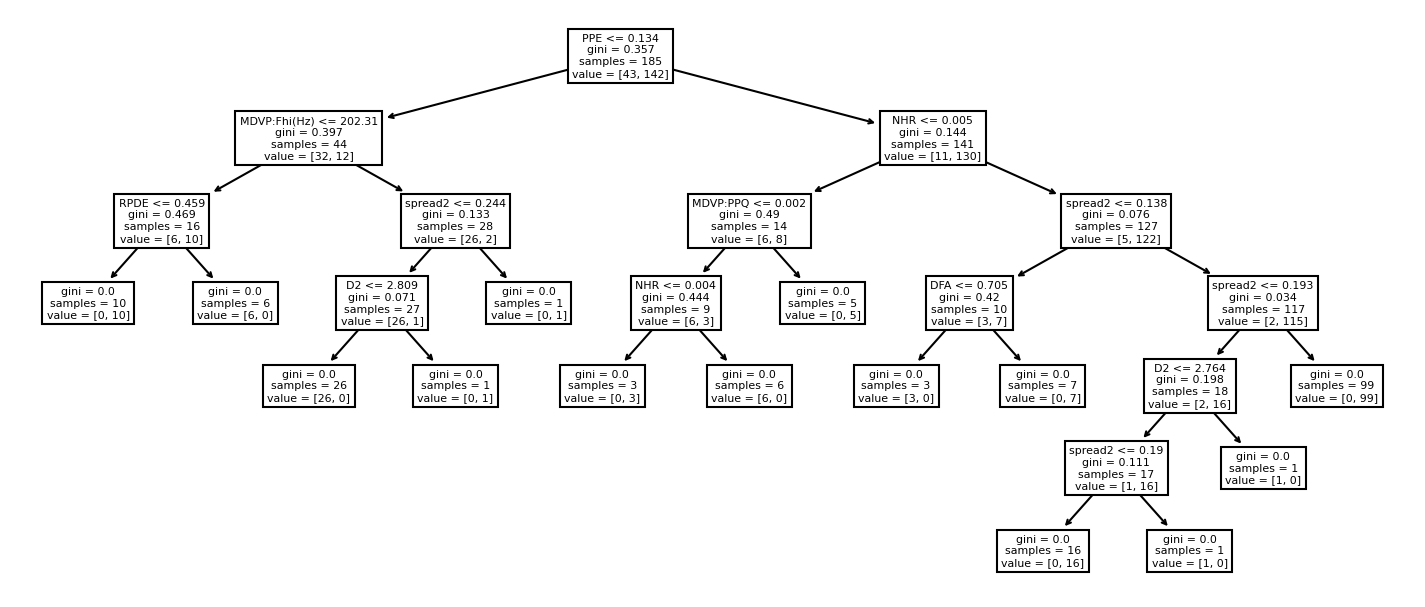 PPE <= 0.134
gini = 0.357
samples = 185
value = [43, 142]
MDVP:Fhi(Hz) <= 202.31
gini = 0.397
samples = 44
value = [32, 12]
NHR <= 0.005
gini = 0.144
samples = 141
value = [11, 130]
RPDE <= 0.459
gini = 0.469
samples = 16
value = [6, 10]
spread2 <= 0.244
gini = 0.133
samples = 28
value = [26, 2]
MDVP:PPQ <= 0.002
gini = 0.49
samples = 14
value = [6, 8]
spread2 <= 0.138
gini = 0.076
samples = 127
value = [5, 122]
gini = 0.0
samples = 10
value = [0, 10]
gini = 0.0
samples = 6
value = [6, 0]
D2 <= 2.809
gini = 0.071
samples = 27
value = [26, 1]
gini = 0.0
samples = 1
value = [0, 1]
NHR <= 0.004
gini = 0.444
samples = 9
value = [6, 3]
gini = 0.0
samples = 5
value = [0, 5]
DFA <= 0.705
gini = 0.42
samples = 10
value = [3, 7]
spread2 <= 0.193
gini = 0.034
samples = 117
value = [2, 115]
gini = 0.0
samples = 26
value = [26, 0]
gini = 0.0
samples = 1
value = [0, 1]
gini = 0.0
samples = 3
value = [0, 3]
gini = 0.0
samples = 6
value = [6, 0]
gini = 0.0
samples = 3
value = [3, 0]
gini = 0.0
samples = 7
value = [0, 7]
D2 <= 2.764
gini = 0.198
samples = 18
value = [2, 16]
gini = 0.0
samples = 99
value = [0, 99]
spread2 <= 0.19
gini = 0.111
samples = 17
value = [1, 16]
gini = 0.0
samples = 1
value = [1, 0]
gini = 0.0
samples = 16
value = [0, 16]
gini = 0.0
samples = 1
value = [1, 0]